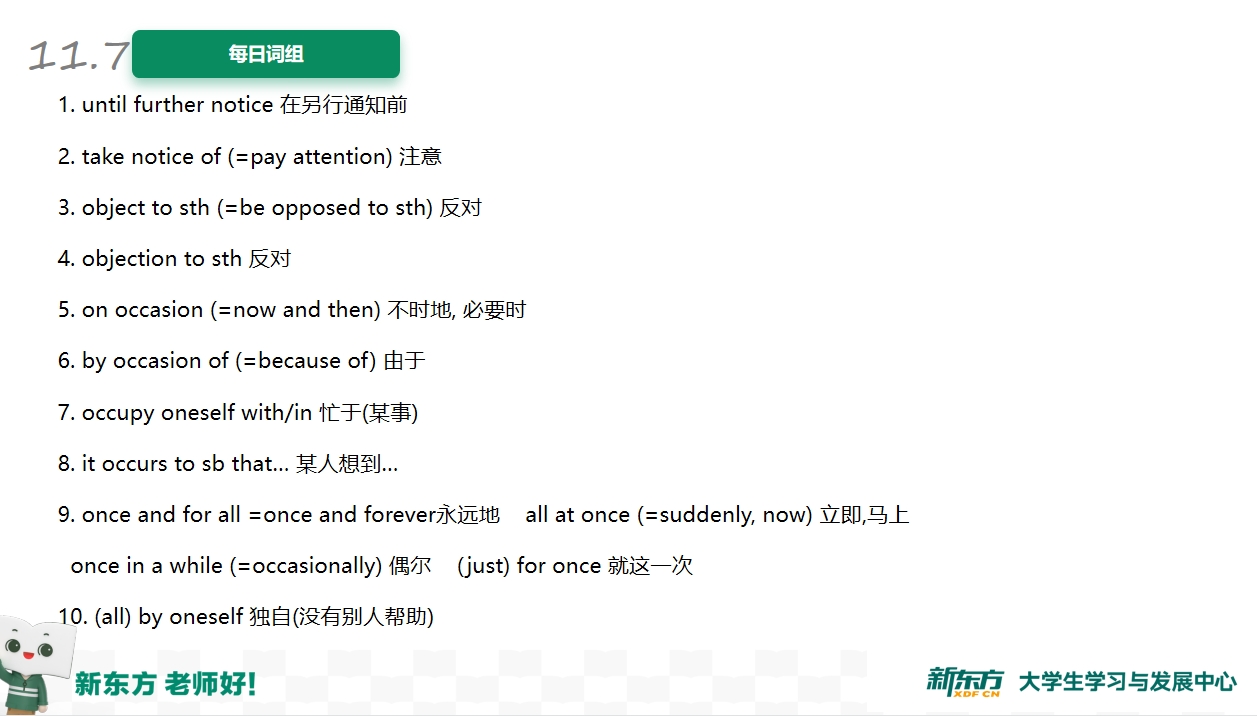 11.7 每日词组
1. until further notice 在另行通知前
2. take notice of (=pay attention) 注意
3. object to sth (=be opposed to sth) 反对
4. objection to sth 反对
5. on occasion (=now and then) 不时地, 必要时
6. by occasion of (=because of) 由于
7. occupy oneself with/in 忙于(某事)
8. it occurs to sb that... 某人想到...
9. once and for all =once and forever永远地 all at once (=suddenly, now) 立即,马上
once in a while (=occasionally) 偶尔 (just) for once 就这一次
10. (all) by oneself 独自(没有别人帮助)
新东方 老师好!
新东方 XDF.CN 大学生学习与发展中心